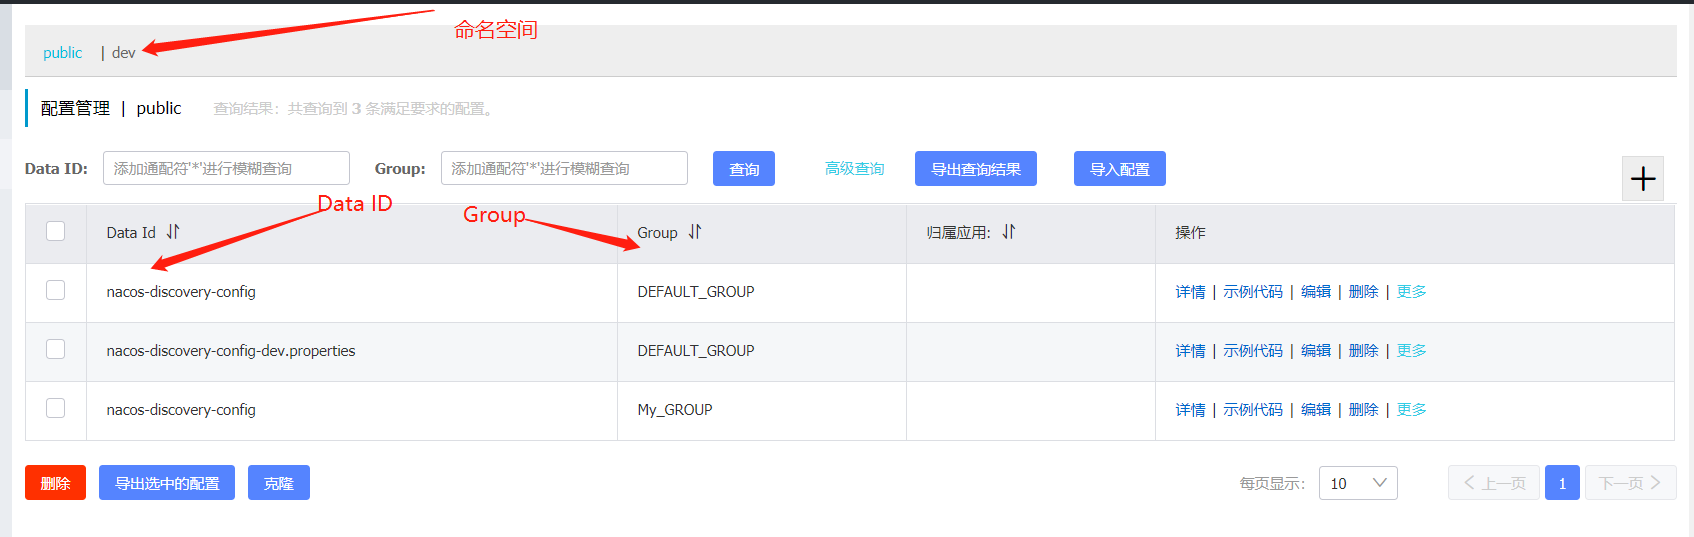 命名空间
public | dev
配置管理 | public 查询结果：共查询到 3 条满足要求的配置。
Data ID: 添加通配符'*'进行模糊查询 Group: 添加通配符'*'进行模糊查询 查询 高级查询 导出查询结果 导入配置
Data ID Group
Data Id Group 归属应用: 操作
nacos-discovery-config DEFAULT_GROUP 详情 | 示例代码 | 编辑 | 删除 | 更多
nacos-discovery-config-dev.properties DEFAULT_GROUP 详情 | 示例代码 | 编辑 | 删除 | 更多
nacos-discovery-config My_GROUP 详情 | 示例代码 | 编辑 | 删除 | 更多
删除 导出选中的配置 克隆 每页显示: 10 上一页 1 下一页